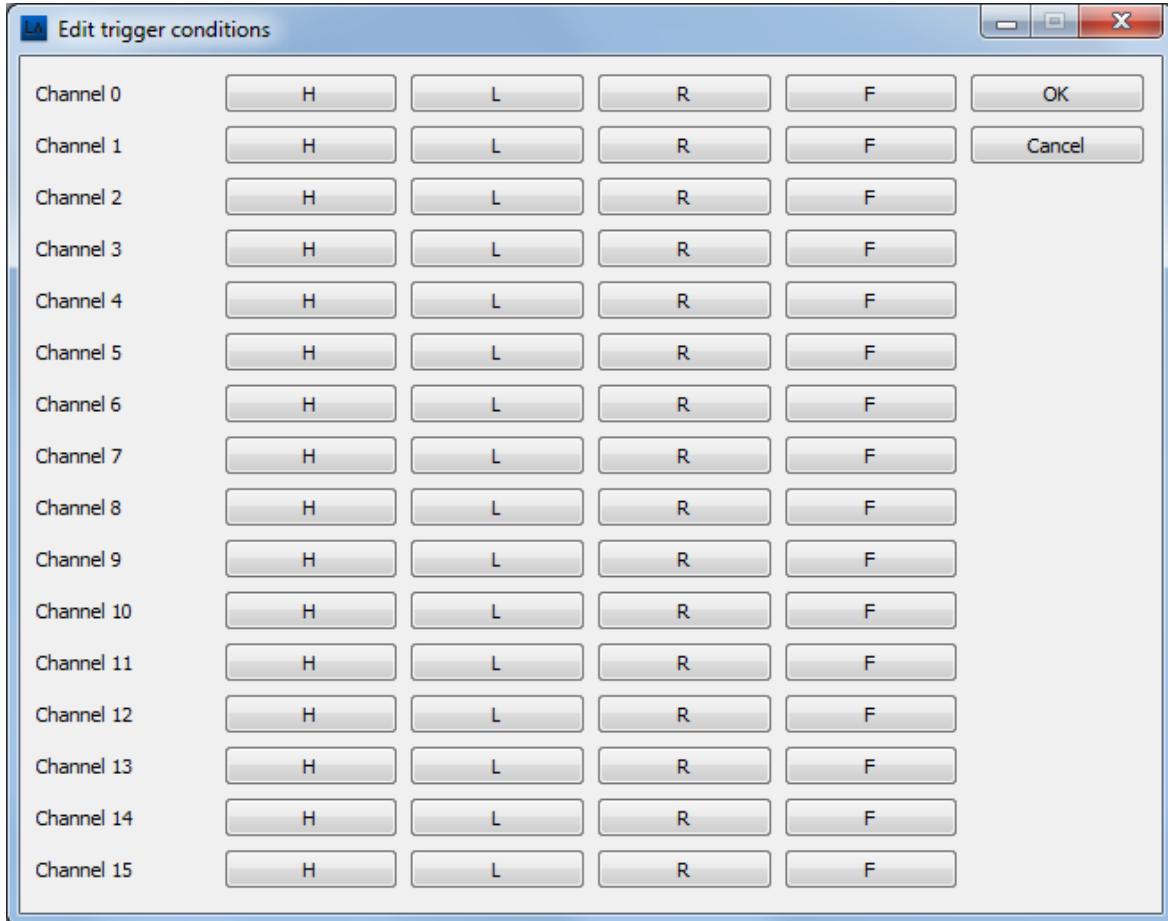 LA Edit trigger conditions
Channel 0 H L R F OK
Channel 1 H L R F Cancel
Channel 2 H L R F
Channel 3 H L R F
Channel 4 H L R F
Channel 5 H L R F
Channel 6 H L R F
Channel 7 H L R F
Channel 8 H L R F
Channel 9 H L R F
Channel 10 H L R F
Channel 11 H L R F
Channel 12 H L R F
Channel 13 H L R F
Channel 14 H L R F
Channel 15 H L R F